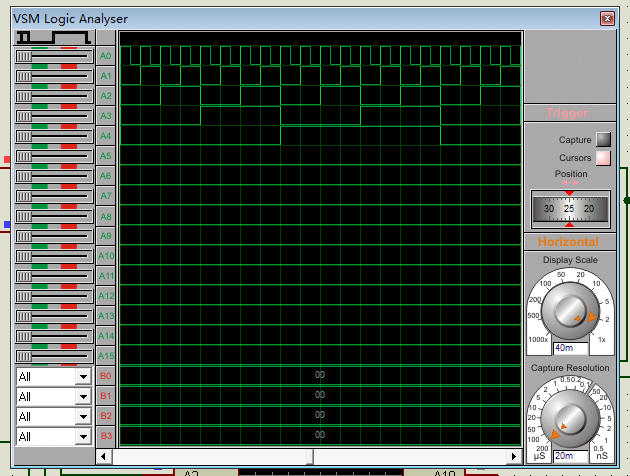 VSM Logic Analyser
A0
A1
A2
A3
A4
A5
A6
A7
A8
A9
A10
A11
A12
A13
A14
A15
All B0 00
All B1 00
All B2 00
All B3 00
Trigger
Capture
Cursors
Position
30 25 20
Horizontal
Display Scale
100 50 20 10
200 5
500 2
1000x 1x
40m
Capture Resolution
1 0.5 0.2
2
5
10
20
50
100
200
50
20
10
5
2
1
0.5
µS 20m nS
A2 A10